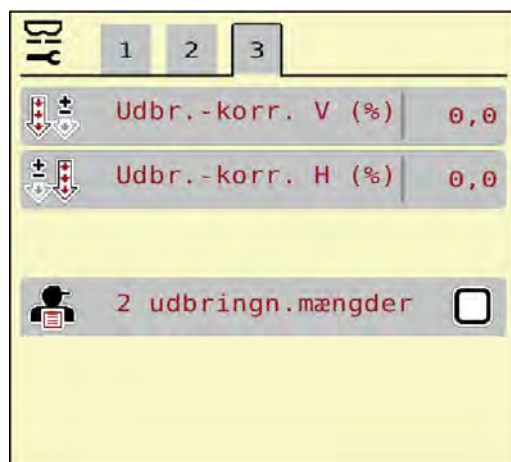 1 2 3
Udbr.-korr. V (%) 0,0
Udbr.-korr. H (%) 0,0
2 udbringn.mængder